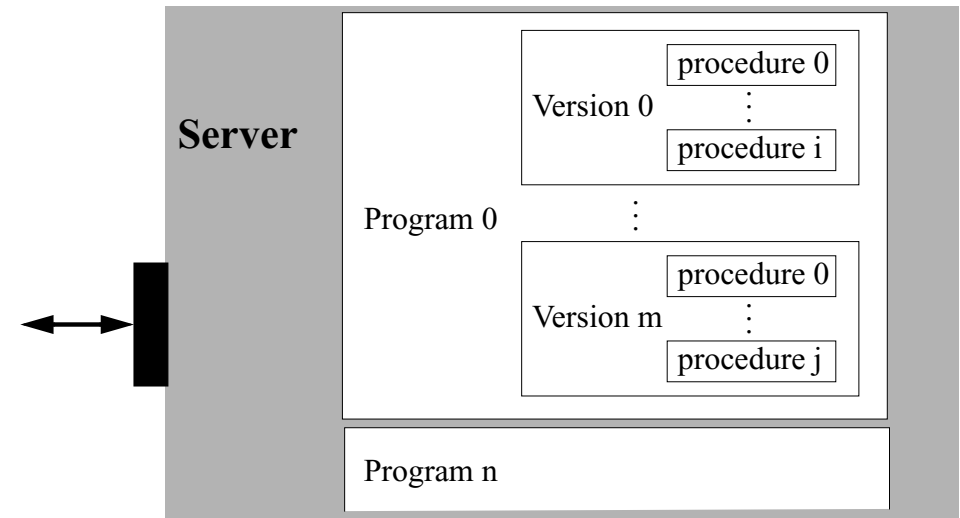 procedure 0
Version 0
procedure i
Server
Program 0
procedure 0
Version m
procedure j
Program n